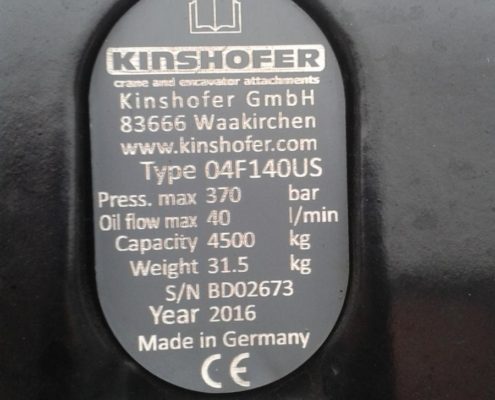 KINSHOFER
crane and excavator attachments
Kinshofer GmbH
83666 Waakirchen
www.kinshofer.com
Type 04F140US
Press. max 370 bar
Oil flow max 40 l/min
Capacity 4500 kg
Weight 31.5 kg
S/N BD02673
Year 2016
Made in Germany
CE